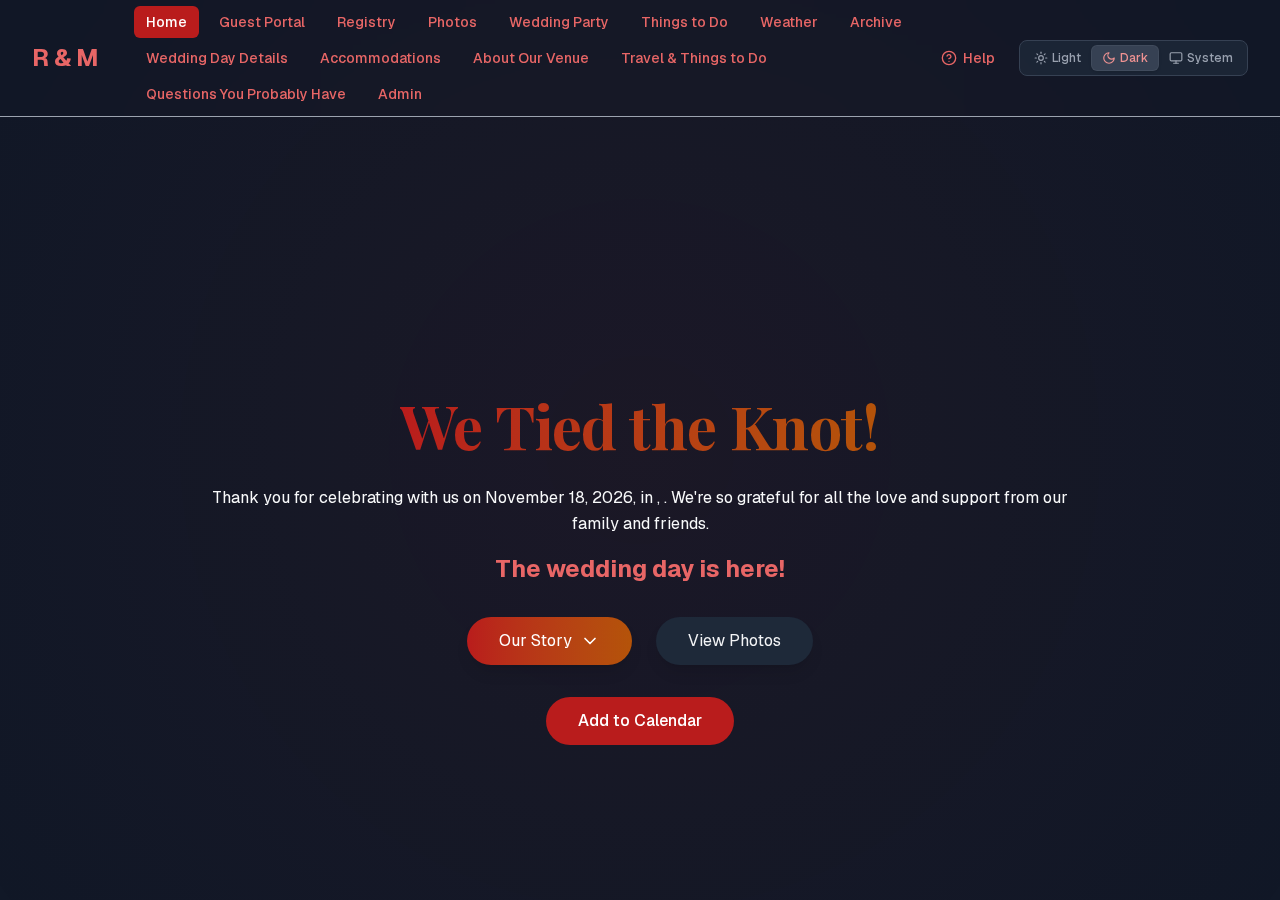 R & M
Home Guest Portal Registry Photos Wedding Party Things to Do Weather Archive
Wedding Day Details Accommodations About Our Venue Travel & Things to Do
Questions You Probably Have Admin
Help
Light Dark System
We Tied the Knot!
Thank you for celebrating with us on November 18, 2026, in , . We're so grateful for all the love and support from our
family and friends.
The wedding day is here!
Our Story View Photos
Add to Calendar